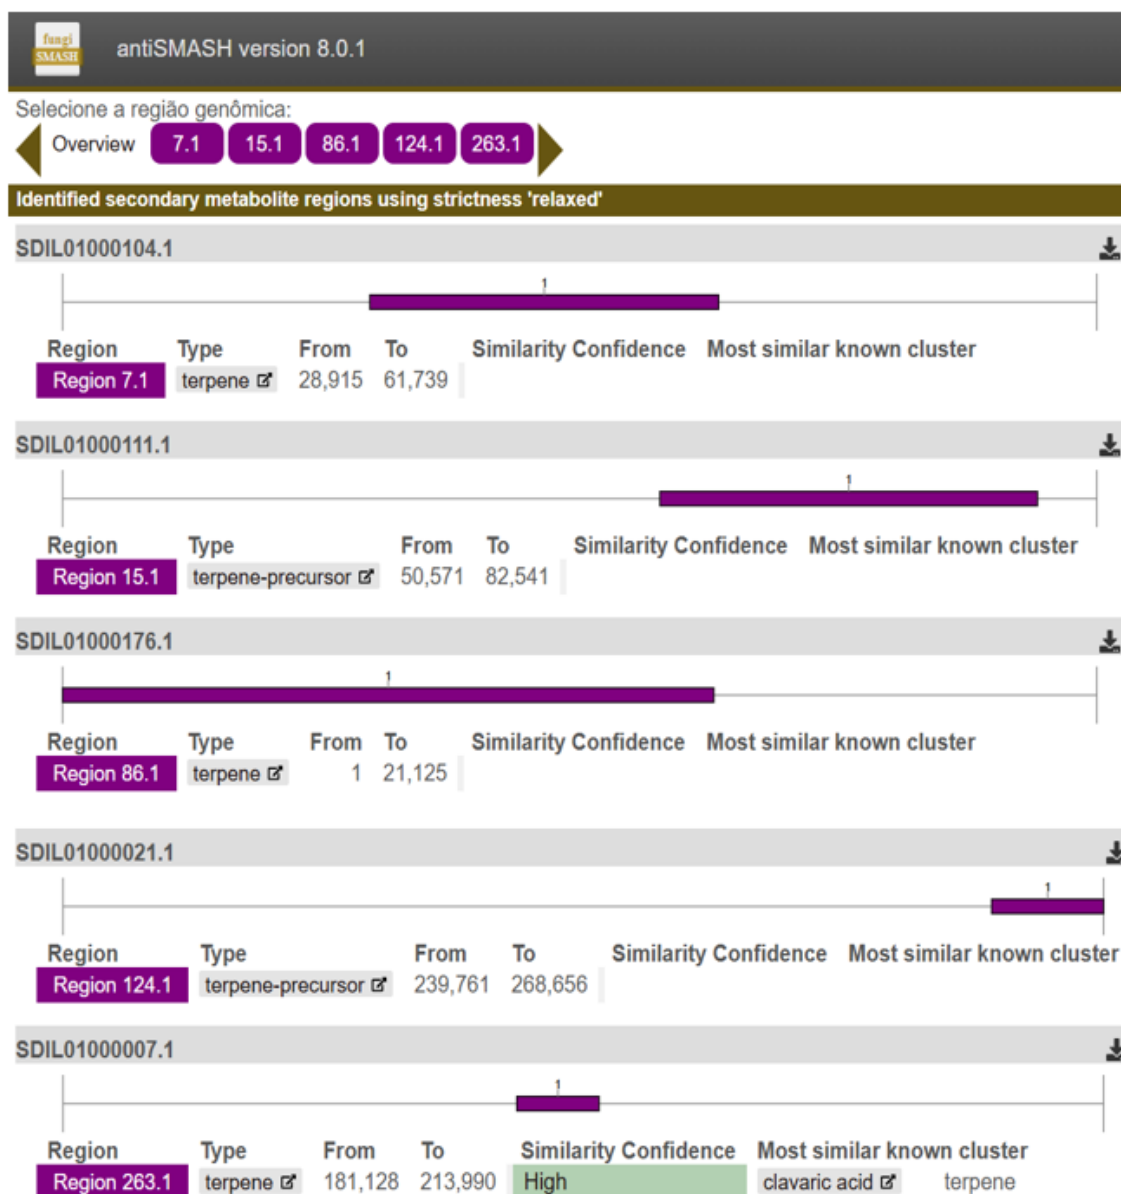 fungi
SMASH
antiSMASH version 8.0.1
Selecione a região genômica:
Overview 7.1 15.1 86.1 124.1 263.1
Identified secondary metabolite regions using strictness 'relaxed'
SDIL01000104.1
1
Region Type From To Similarity Confidence Most similar known cluster
Region 7.1 terpene 28,915 61,739
SDIL01000111.1
1
Region Type From To Similarity Confidence Most similar known cluster
Region 15.1 terpene-precursor 50,571 82,541
SDIL01000176.1
1
Region Type From To Similarity Confidence Most similar known cluster
Region 86.1 terpene 1 21,125
SDIL01000021.1
1
Region Type From To Similarity Confidence Most similar known cluster
Region 124.1 terpene-precursor 239,761 268,656
SDIL01000007.1
1
Region Type From To Similarity Confidence Most similar known cluster
Region 263.1 terpene 181,128 213,990 High clavaric acid terpene